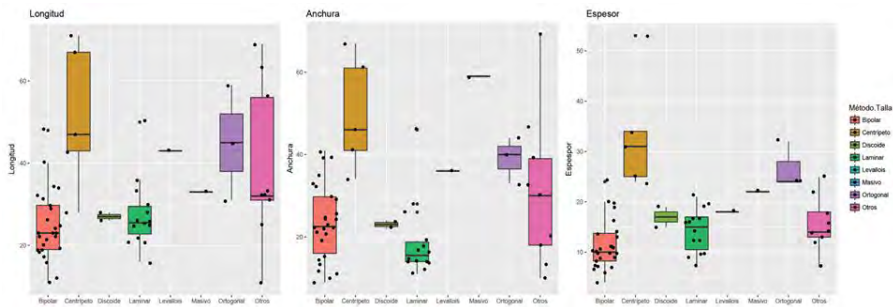 Longitud
Longitud
60
40
20
Bipolar Centrípeto Discoide Laminar Levallois Masivo Ortogonal Otros
Anchura
Anchura
60
40
20
Bipolar Centrípeto Discoide Laminar Levallois Masivo Ortogonal Otros
Espesor
Espespor
50
40
30
20
10
Bipolar Centrípeto Discoide Laminar Levallois Masivo Ortogonal Otros
Método.Talla
Bipolar
Centrípeto
Discoide
Laminar
Levallois
Masivo
Ortogonal
Otros